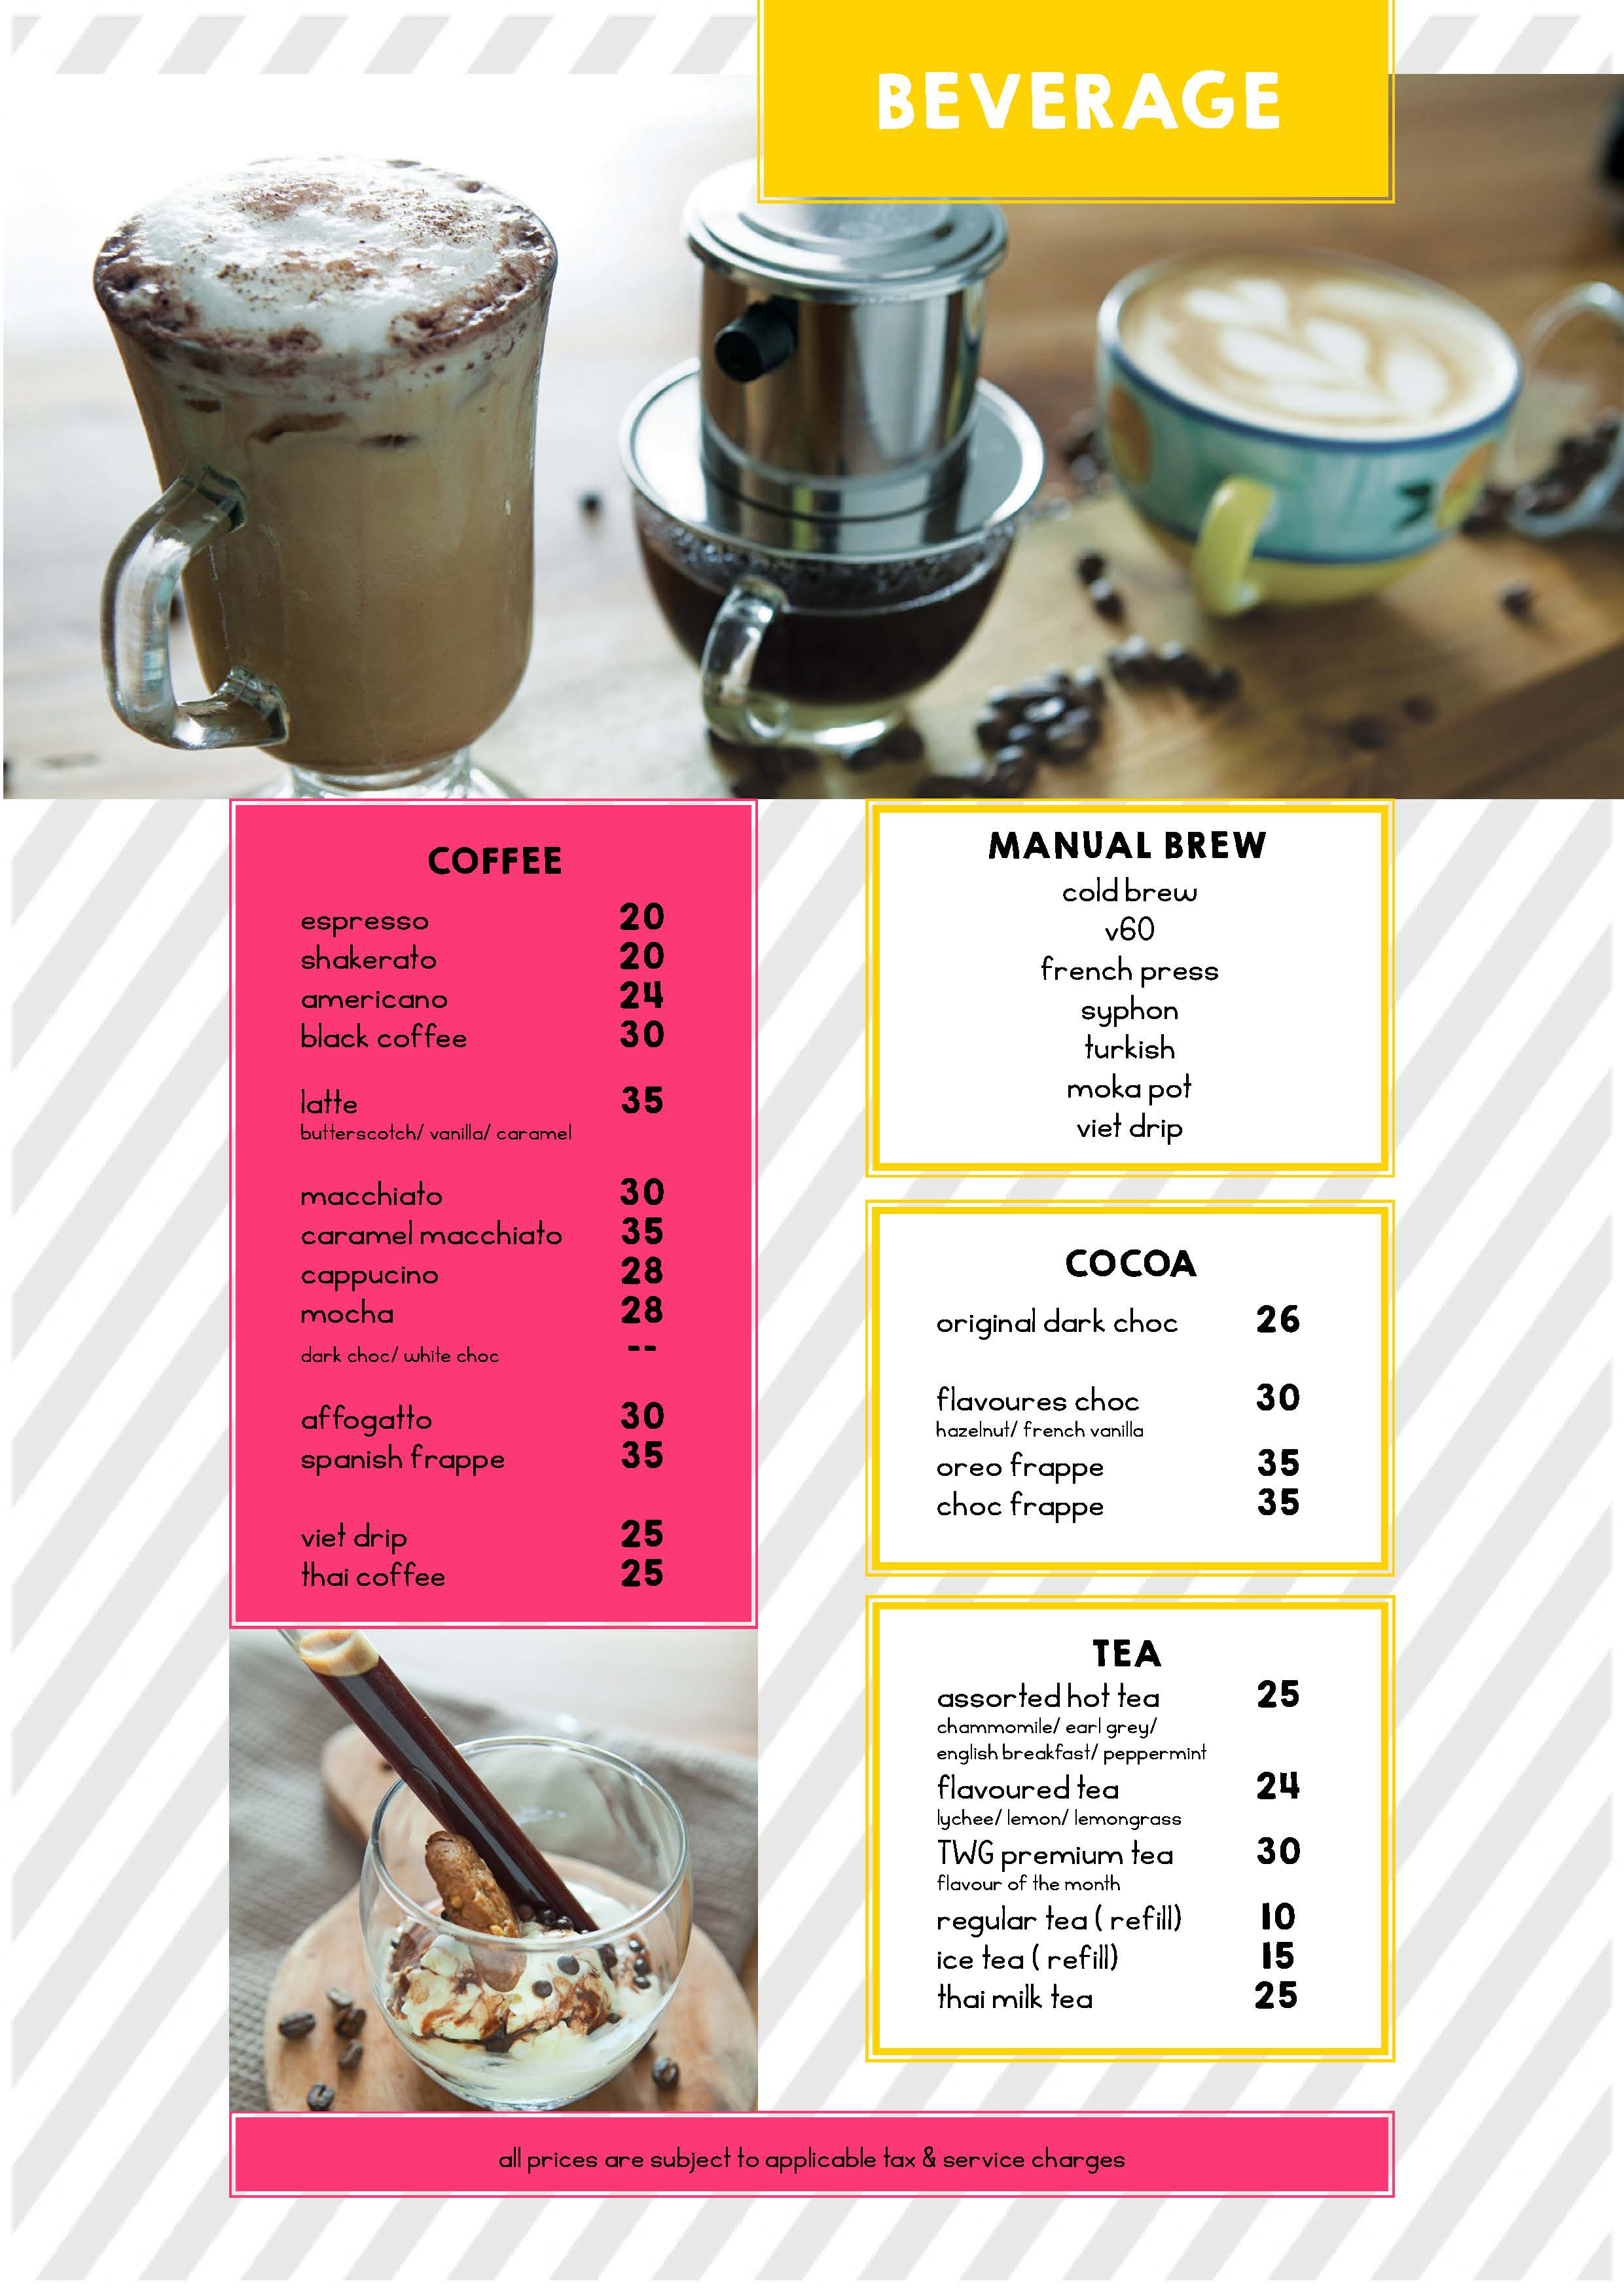 BEVERAGE
COFFEE
espresso 20
shakerato 20
americano 24
black coffee 30
latte 35
butterscotch/ vanilla/ caramel
macchiato 30
caramel macchiato 35
cappucino 28
mocha 28
dark choc/ white choc --
affogatto 30
spanish frappe 35
viet drip 25
thai coffee 25
MANUAL BREW
cold brew
v60
french press
syphon
turkish
moka pot
viet drip
COCOA
original dark choc 26
flavoures choc 30
hazelnut/ french vanilla
oreo frappe 35
choc frappe 35
TEA
assorted hot tea 25
chammomile/ earl grey/
english breakfast/ peppermint
flavoured tea 24
lychee/ lemon/ lemongrass
TWG premium tea 30
flavour of the month
regular tea ( refill) 10
ice tea ( refill) 15
thai milk tea 25
all prices are subject to applicable tax & service charges